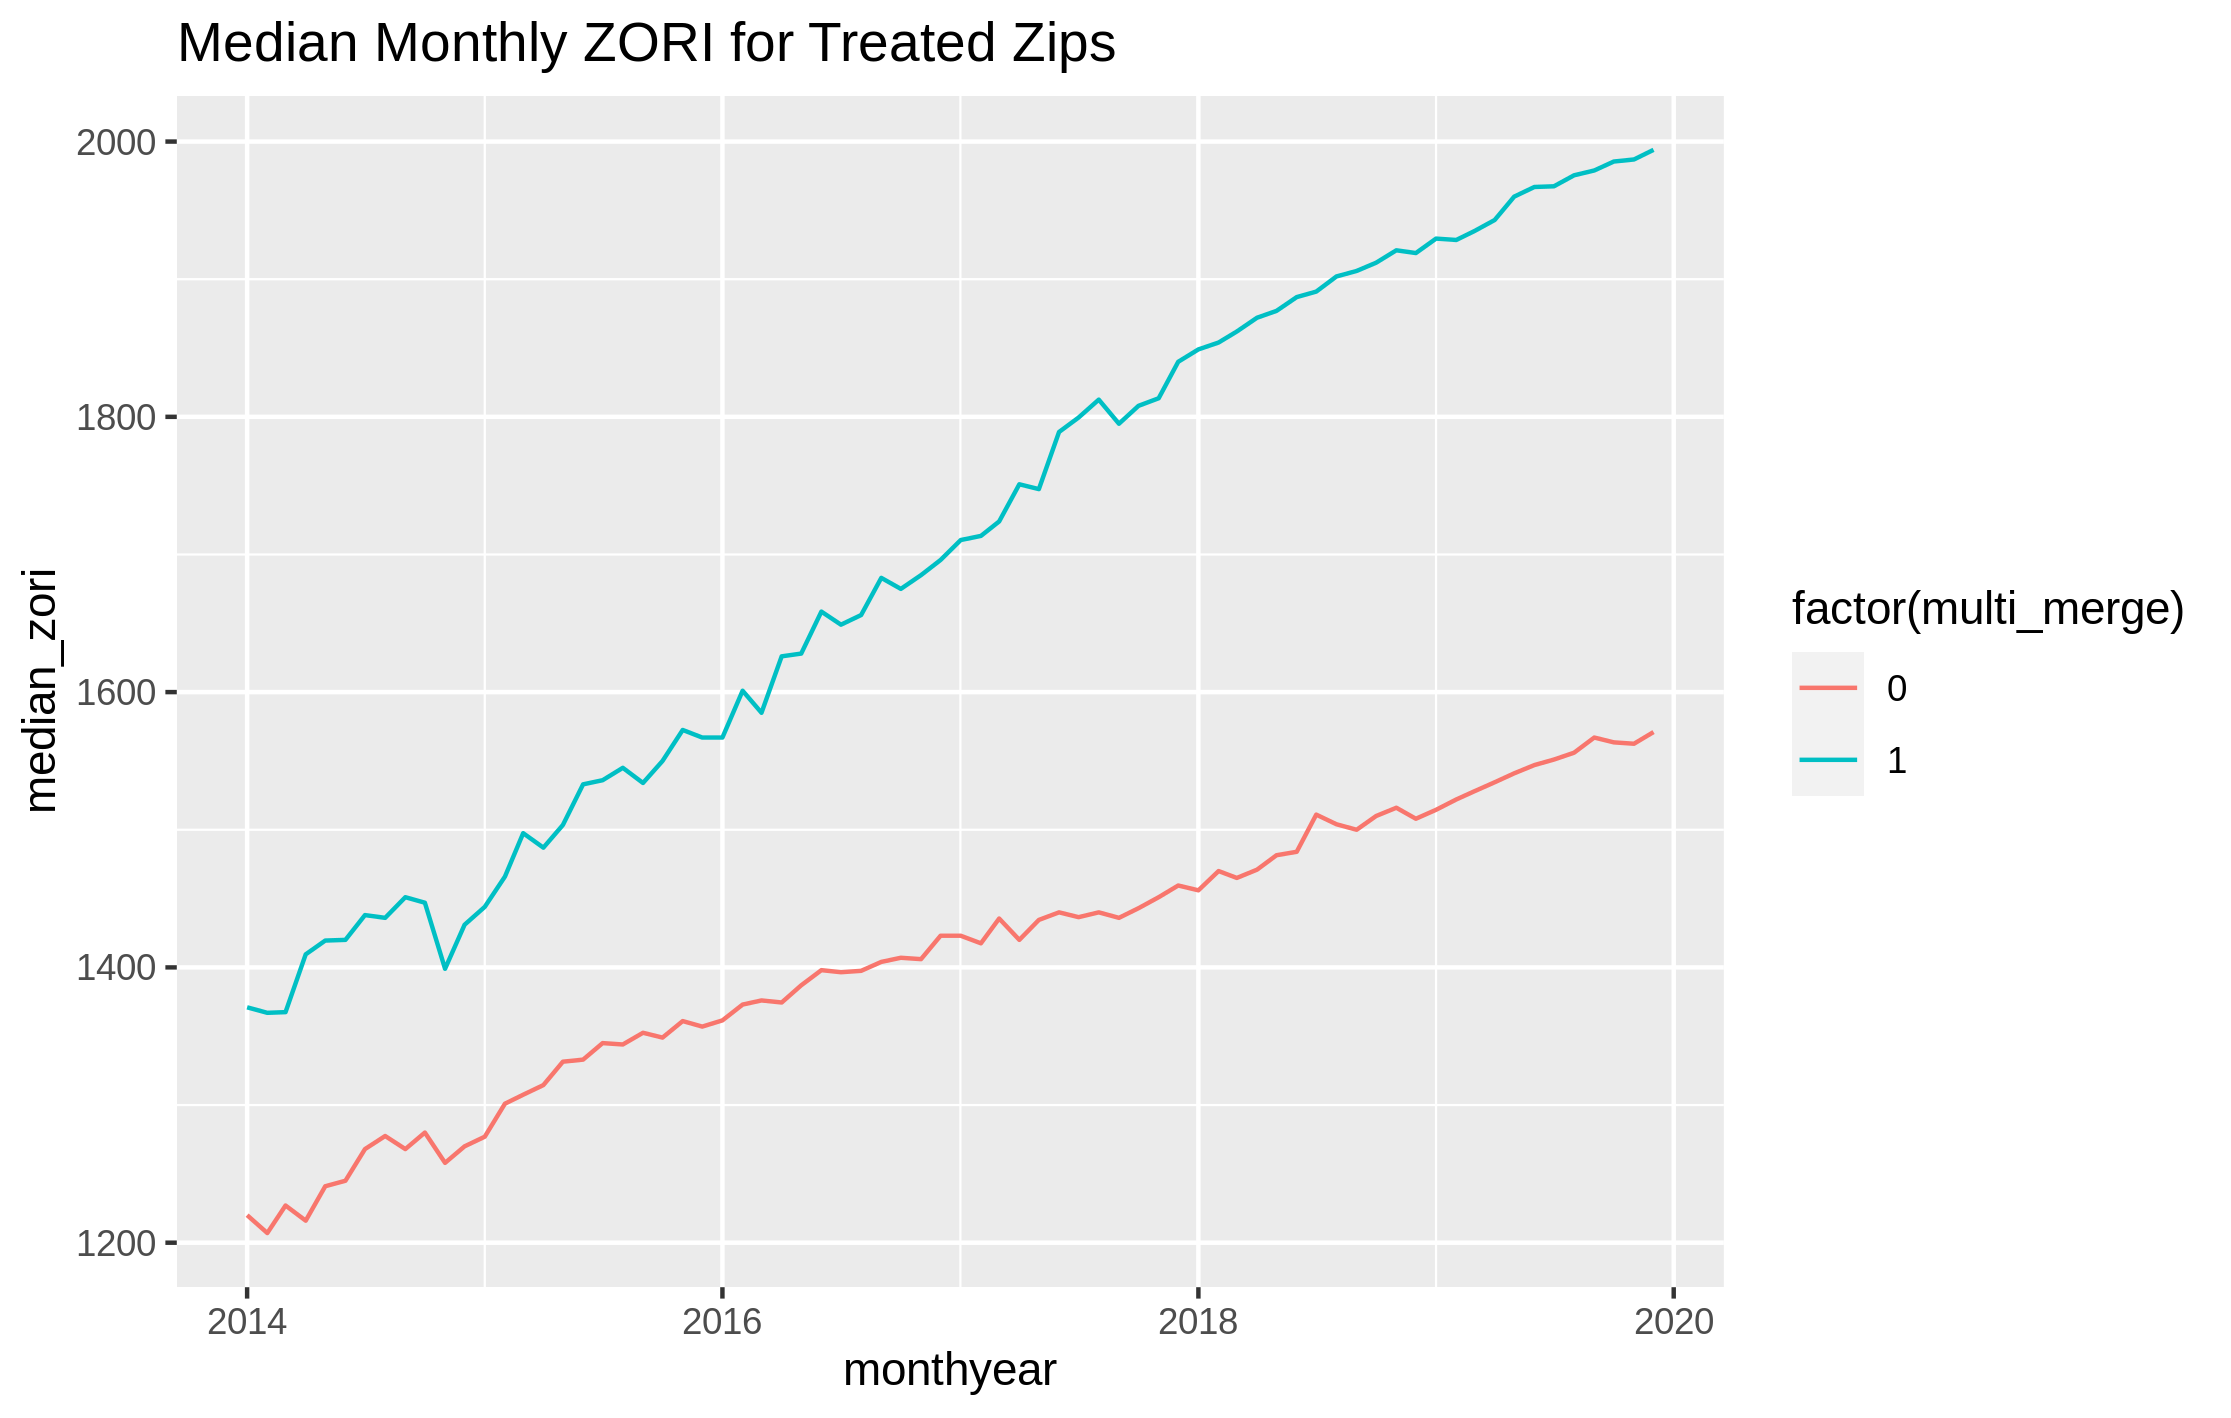 Median Monthly ZORI for Treated Zips
median_zori
2000
1800
1600
1400
1200
2014 2016 2018 2020
monthyear
factor(multi_merge)
0
1